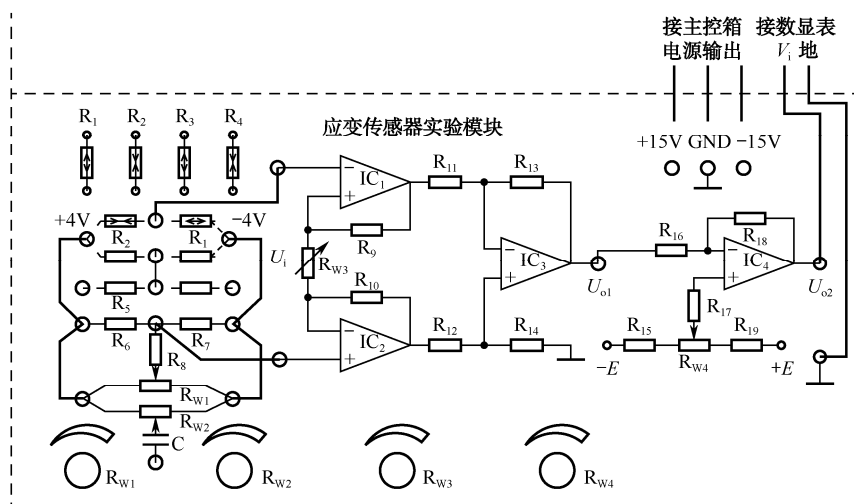 接主控箱 接数显表
电源输出 Vi 地
R1 R2 R3 R4
应变传感器实验模块
+15V GND −15V
IC1 − +
R11 R13
+4V −4V
R2 R1
R9
Ui
RW3
R10
IC3 − +
Uo1
R16
R18
IC4 − +
Uo2
R17
R5
R6 R7
R8
IC2 − +
R12 R14
R15 R19
−E RW4 +E
RW1
RW2
C
RW1 RW2 RW3 RW4